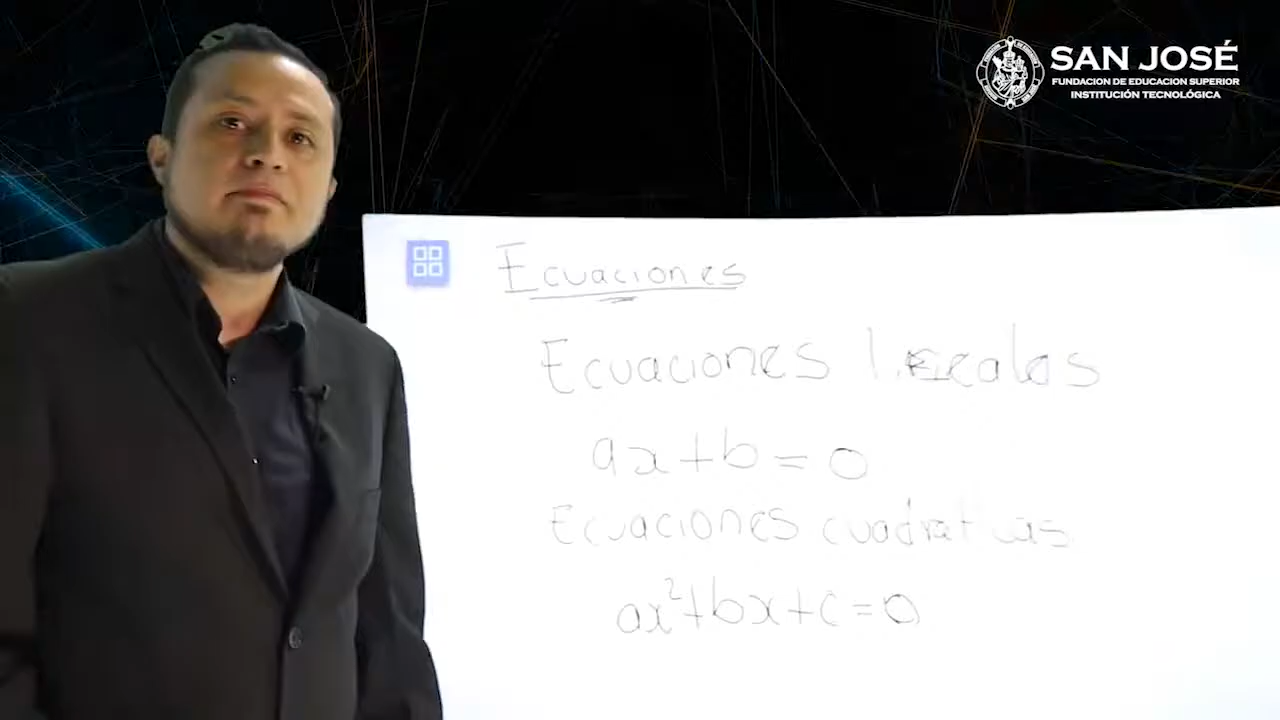 SAN JOSÉ
FUNDACION DE EDUCACION SUPERIOR
INSTITUCIÓN TECNOLÓGICA
Ecuaciones
Ecuaciones
ax+b=0
Ecuaciones cuadraticas
ax²+bx+c=0